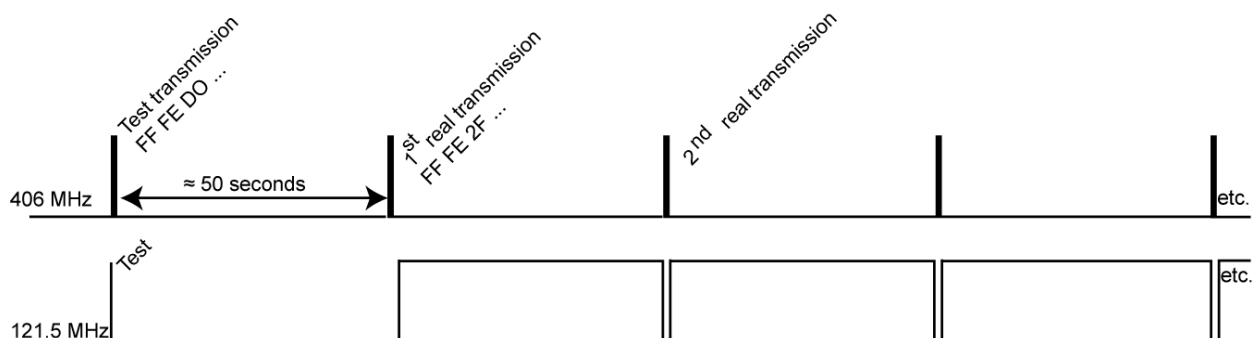 Test transmission
FF FE DO ...
1st real transmission
FF FE 2F ...
2nd real transmission
≈ 50 seconds
406 MHz
etc.
Test
etc.
121.5 MHz